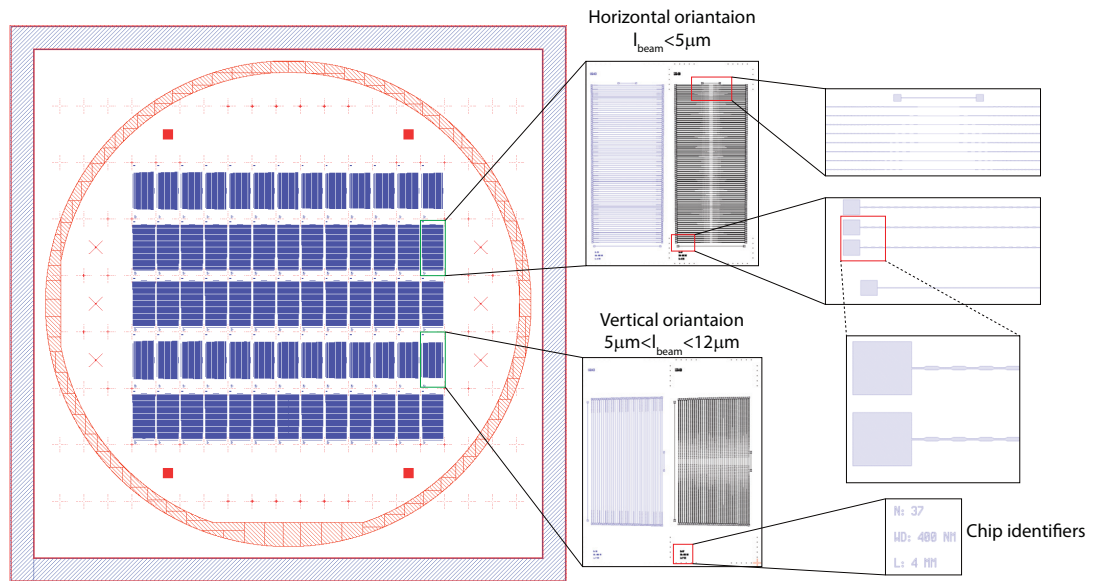 Horizontal oriantaion
lbeam<5μm
Vertical oriantaion
5μm<lbeam<12μm
N: 37
WD: 400 NM
L: 4 MM
Chip identifiers